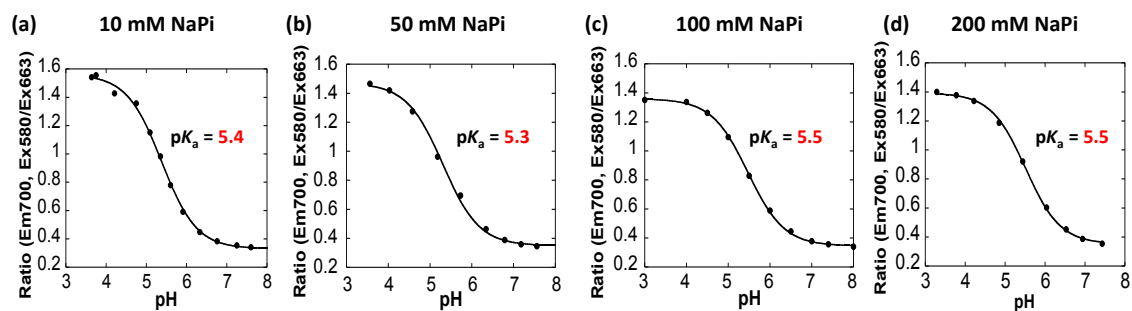 (a) 10 mM NaPi
Ratio (Em700, Ex580/Ex663)
1.6
1.4
1.2
1
0.8
0.6
0.4
0.2
pKa = 5.4
3 4 5 6 7 8
pH
(b) 50 mM NaPi
Ratio (Em700, Ex580/Ex663)
1.6
1.4
1.2
1
0.8
0.6
0.4
0.2
pKa = 5.3
3 4 5 6 7 8
pH
(c) 100 mM NaPi
Ratio (Em700, Ex580/Ex663)
1.6
1.4
1.2
1
0.8
0.6
0.4
0.2
pKa = 5.5
3 4 5 6 7 8
pH
(d) 200 mM NaPi
Ratio (Em700, Ex580/Ex663)
1.6
1.4
1.2
1
0.8
0.6
0.4
0.2
pKa = 5.5
3 4 5 6 7 8
pH